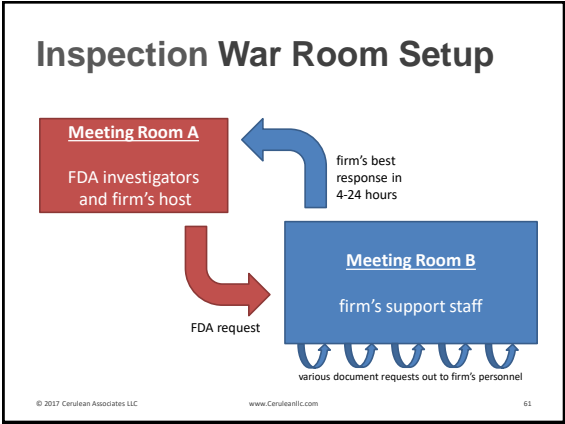 Inspection War Room Setup
Meeting Room A
FDA investigators
and firm's host
firm's best
response in
4-24 hours
Meeting Room B
firm's support staff
FDA request
various document requests out to firm's personnel
© 2017 Cerulean Associates LLC
www.Ceruleanllc.com
61